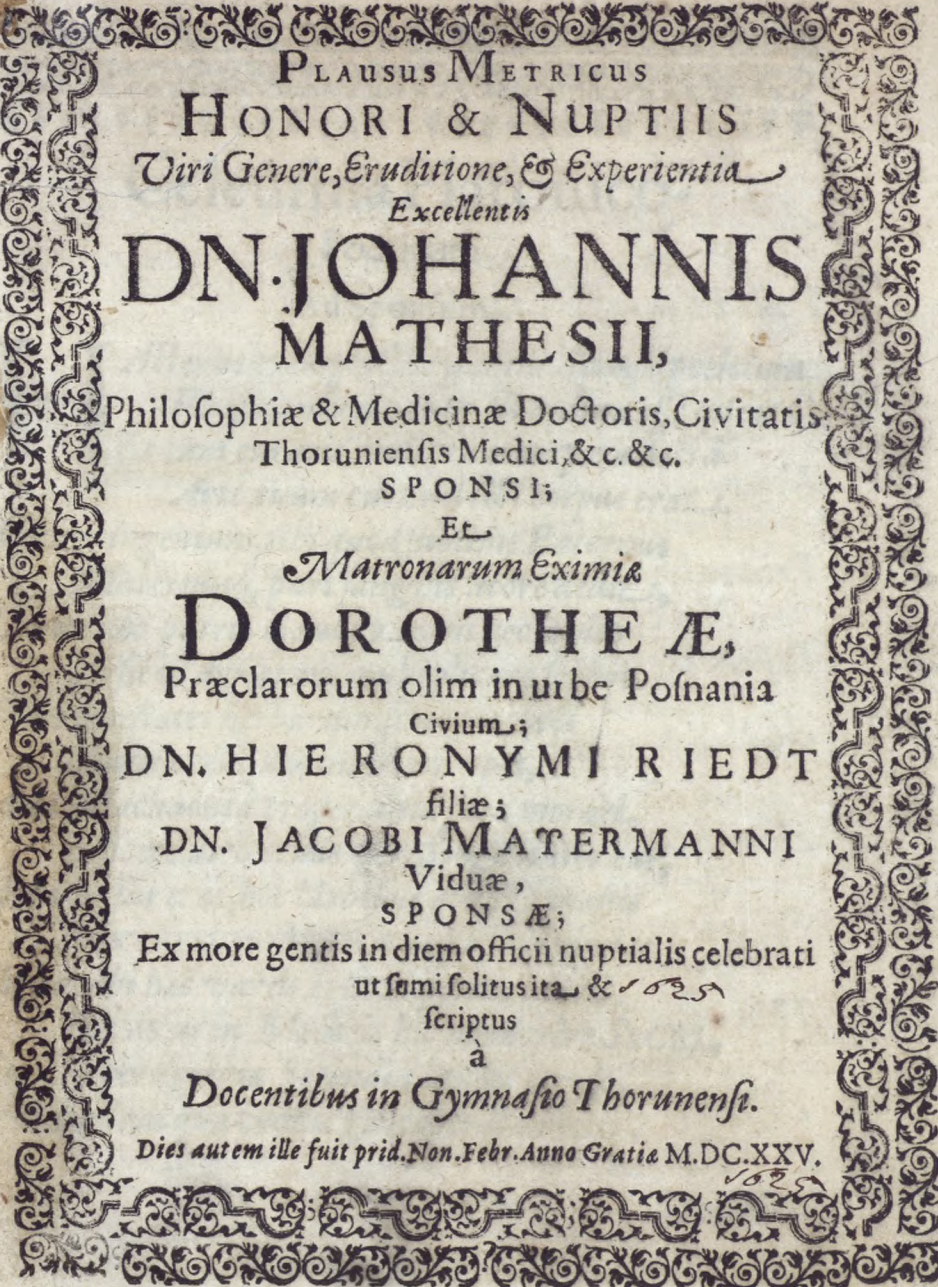 PLAUSUS METRICUS
HONORI & NUPTIIS
Viri Genere, Eruditione, & Experientia
Excellentis
DN. JOHANNIS
MATHESII,
Philoſophiæ & Medicinæ Doctoris, Civitatis
Thorunienſis Medici, &c. &c.
SPONSI;
Et
Matronarum Eximiæ
DOROTHEÆ,
Præclarorum olim in urbe Poſnania
Civium;
DN. HIERONYMI RIEDT
filiæ;
DN. JACOBI MATERMANNI
Viduæ,
SPONSÆ;
Ex more gentis in diem officii nuptialis celebrati
ut ſumi ſolitus ita &
1625
ſcriptus
à
Docentibus in Gymnaſio Thorunenſi.
Dies autem ille fuit prid. Non. Febr. Anno Gratiæ M.DC.XXV.
1625